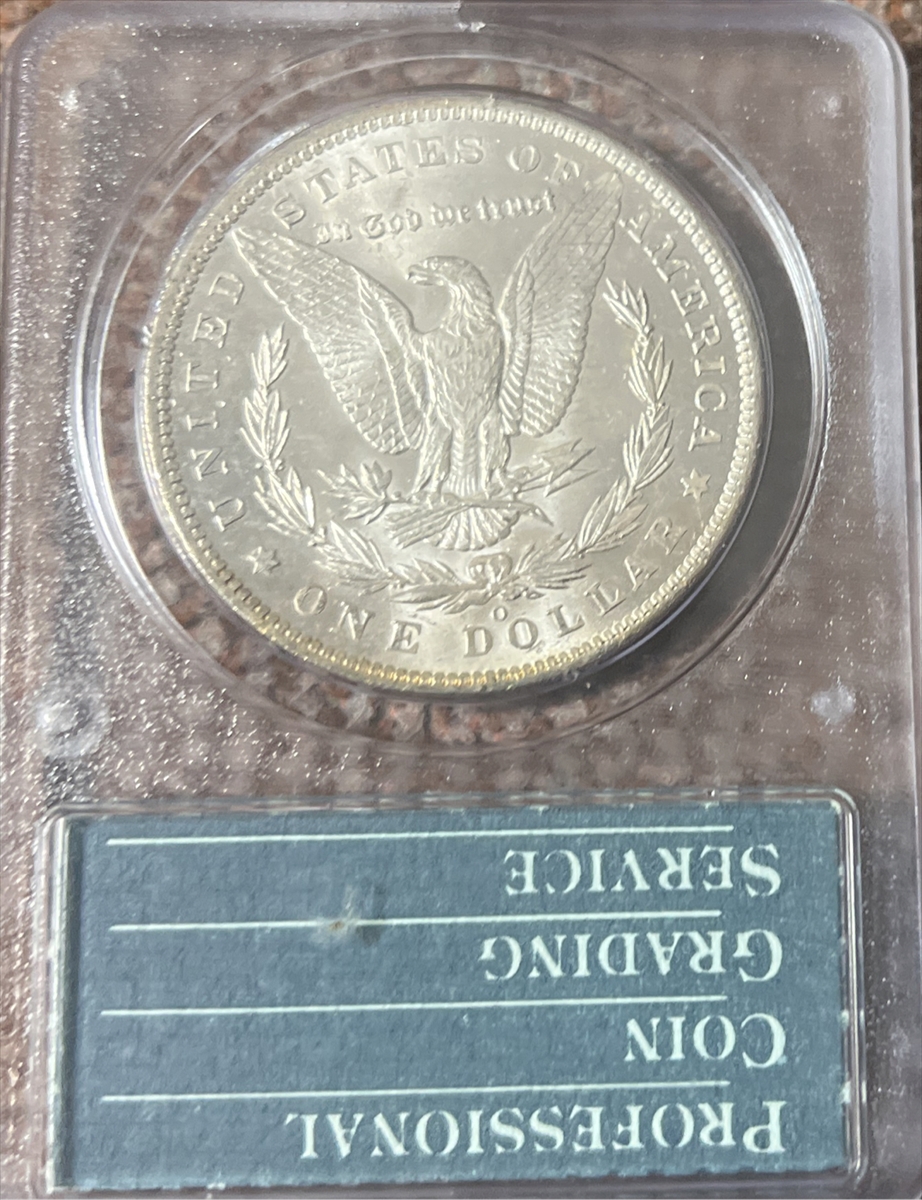 UNITED STATES OF AMERICA
In God we trust
O
ONE DOLLAR
PROFESSIONAL
COIN
GRADING
SERVICE